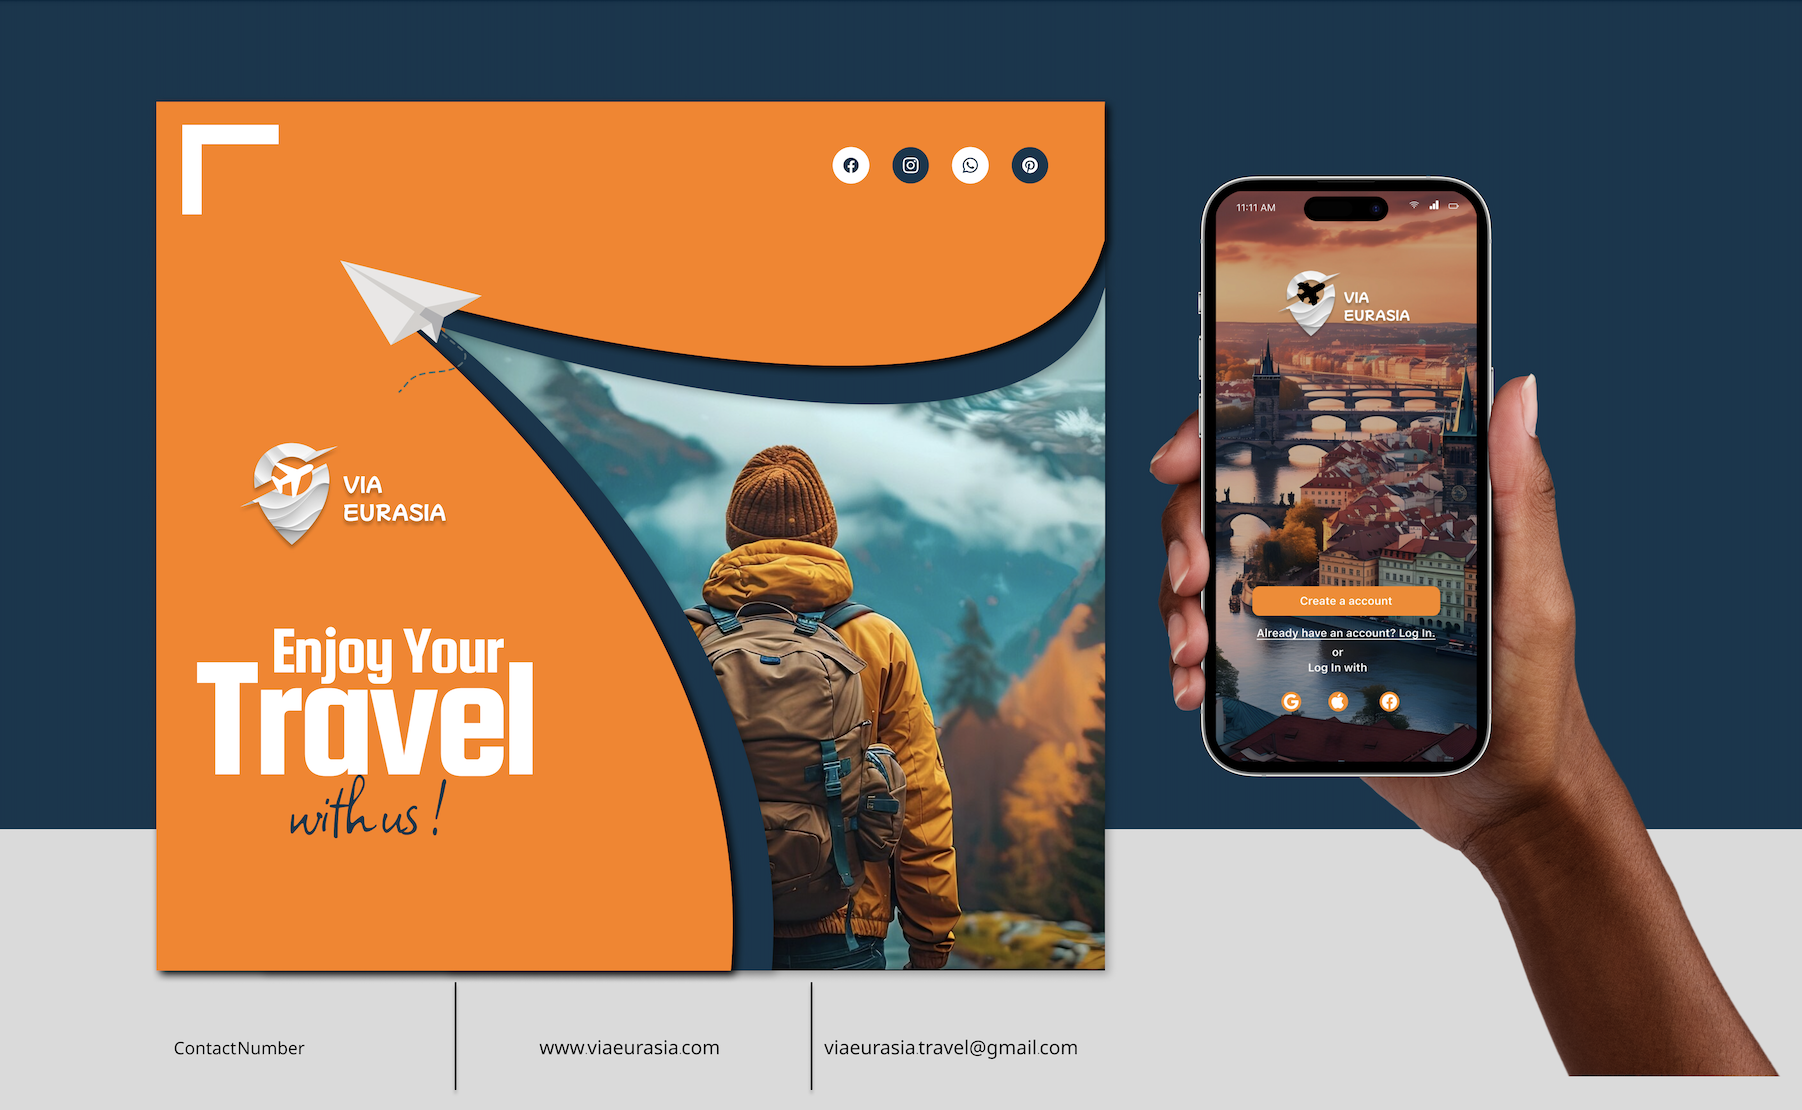 VIA
EURASIA
Enjoy Your
Travel
with us !
11:11 AM
VIA
EURASIA
Create a account
Already have an account? Log In.
or
Log In with
ContactNumber
www.viaeurasia.com
viaeurasia.travel@gmail.com